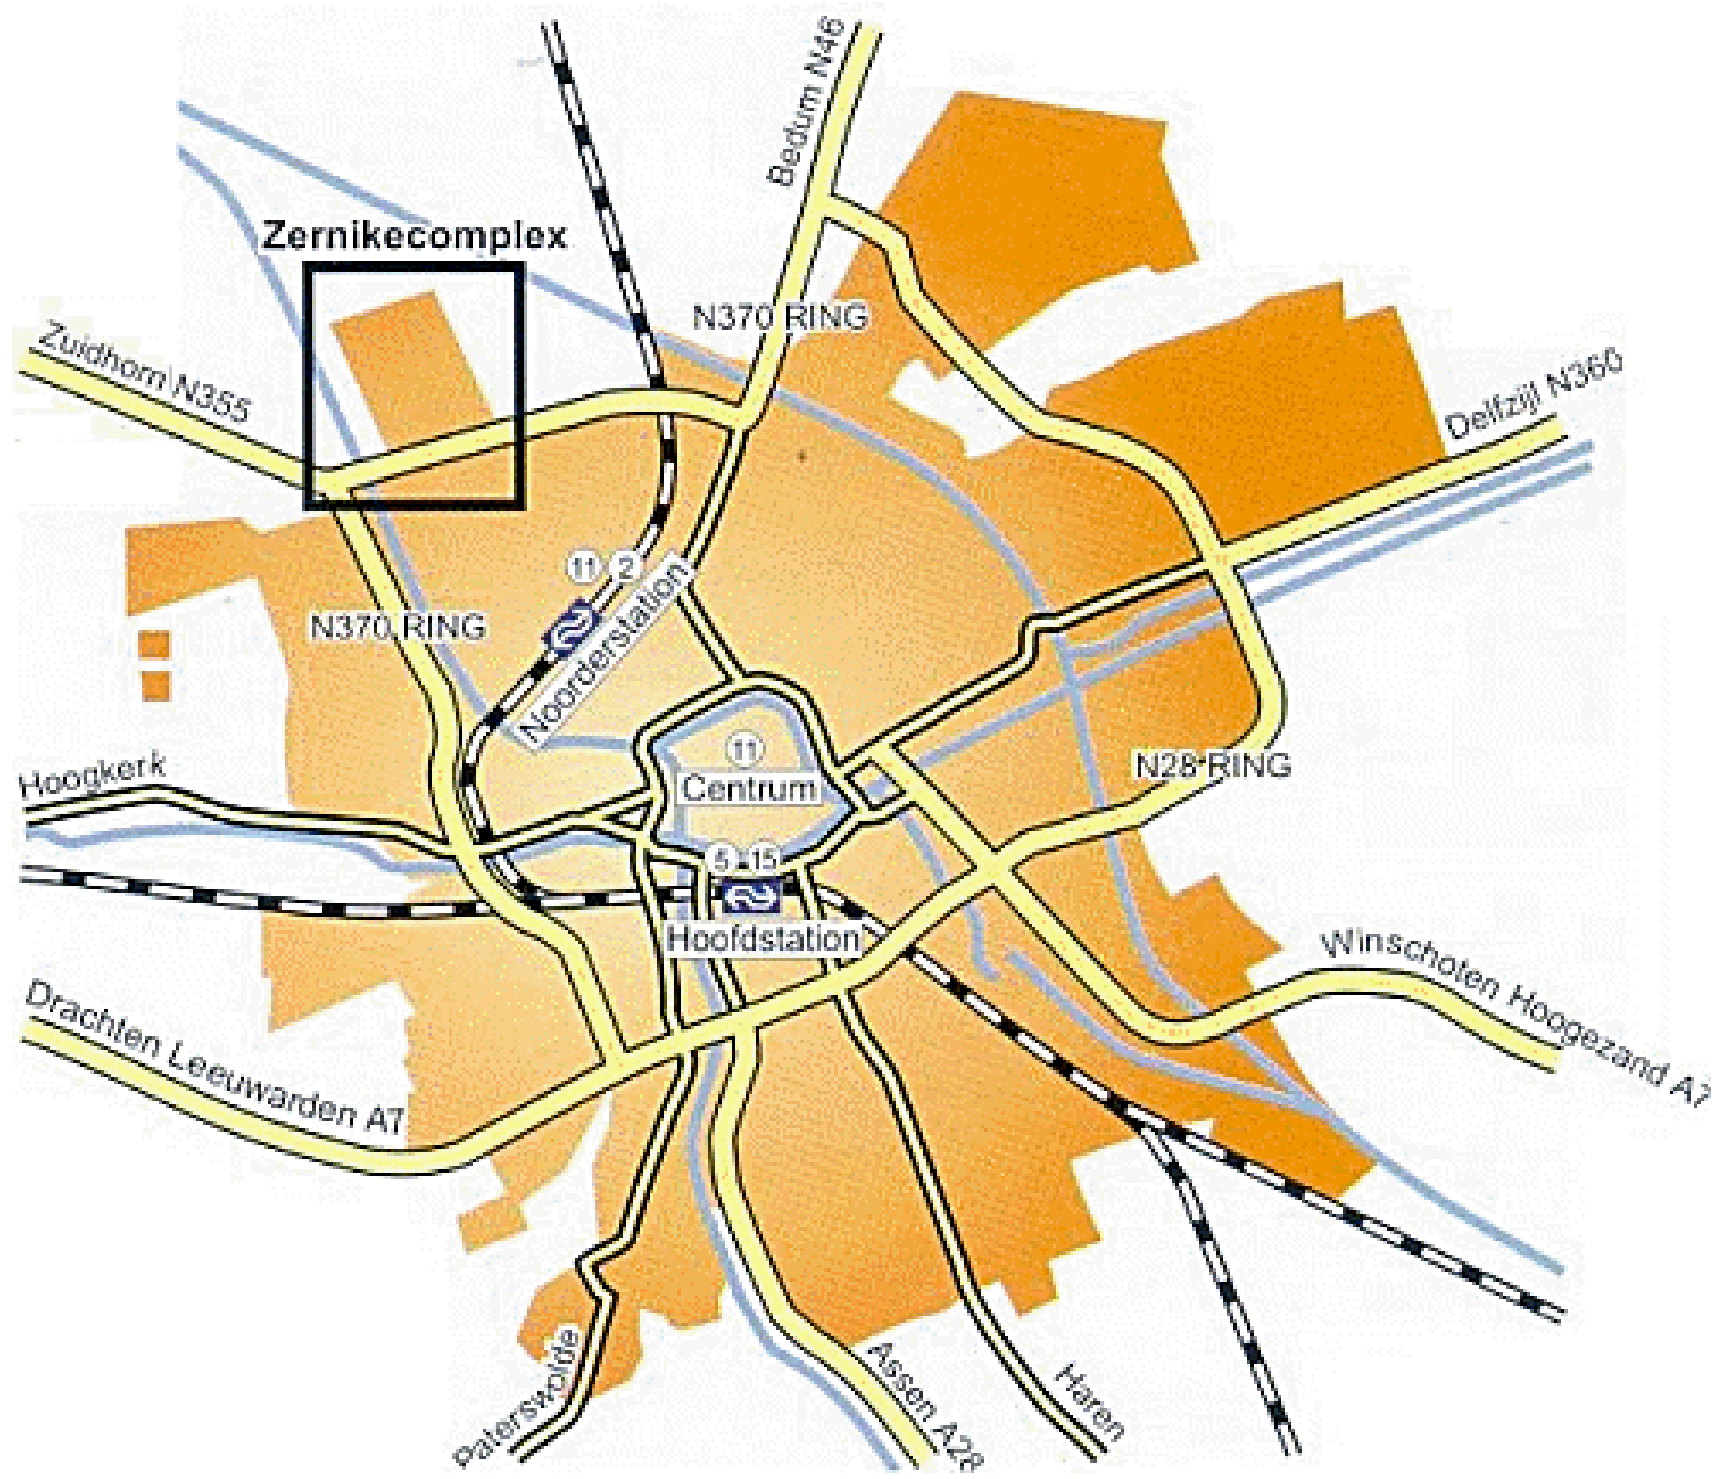 Bedum N46
Zernikecomplex
N370 RING
Zuidhorn N355
Delfzijl N360
11 2
Noorderstation
N370 RING
11
Centrum
N28 RING
Hoogkerk
5 15
Hoofdstation
Winschoten Hoogezand A7
Drachten Leeuwarden A7
Paterswolde
Assen A28
Haren